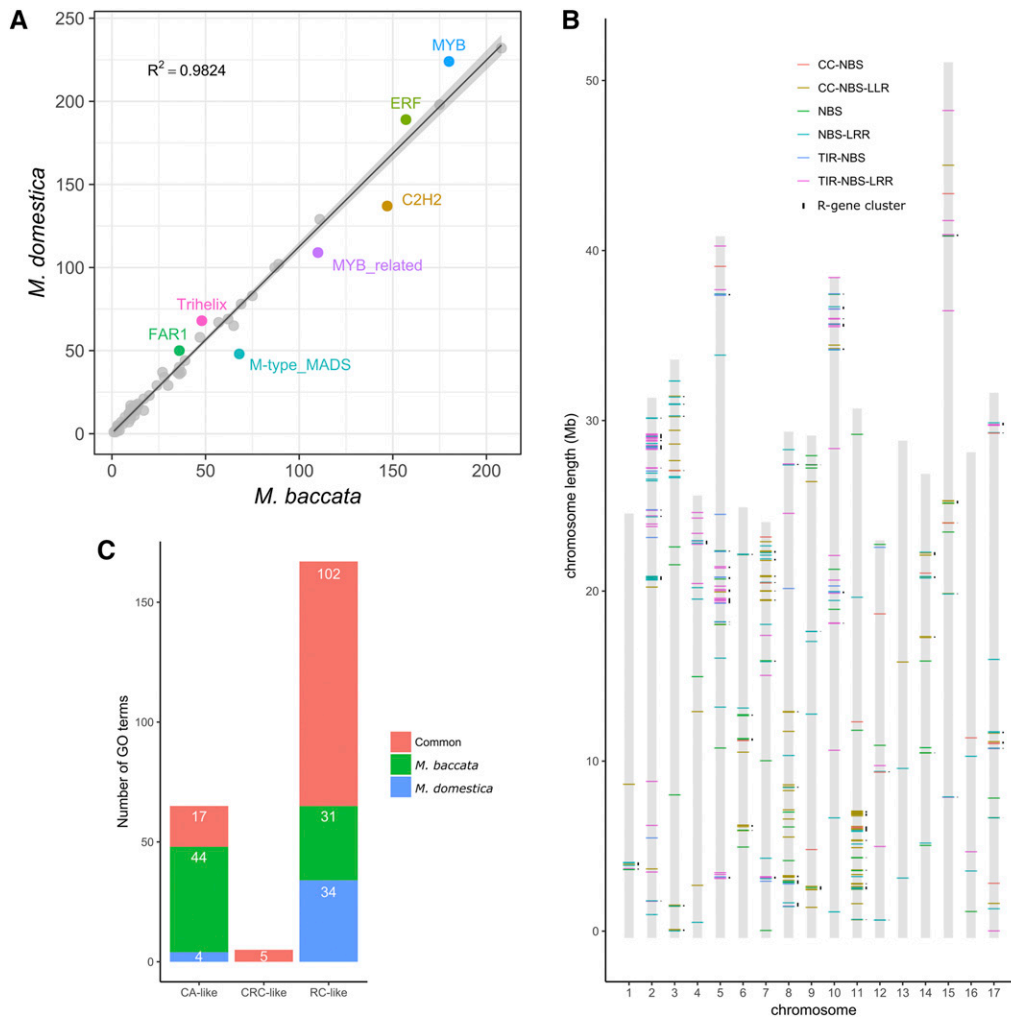 A
250
200
150
100
50
0
M. domestica
R² = 0.9824
MYB
ERF
C2H2
MYB_related
Trihelix
FAR1
M-type_MADS
0 50 100 150 200
M. baccata
B
50
40
30
20
10
0
chromosome length (Mb)
CC-NBS
CC-NBS-LLR
NBS
NBS-LRR
TIR-NBS
TIR-NBS-LRR
R-gene cluster
1 2 3 4 5 6 7 8 9 10 11 12 13 14 15 16 17
chromosome
C
150
100
50
0
Number of GO terms
17
44
4
5
102
31
34
CA-like CRC-like RC-like
Common
M. baccata
M. domestica